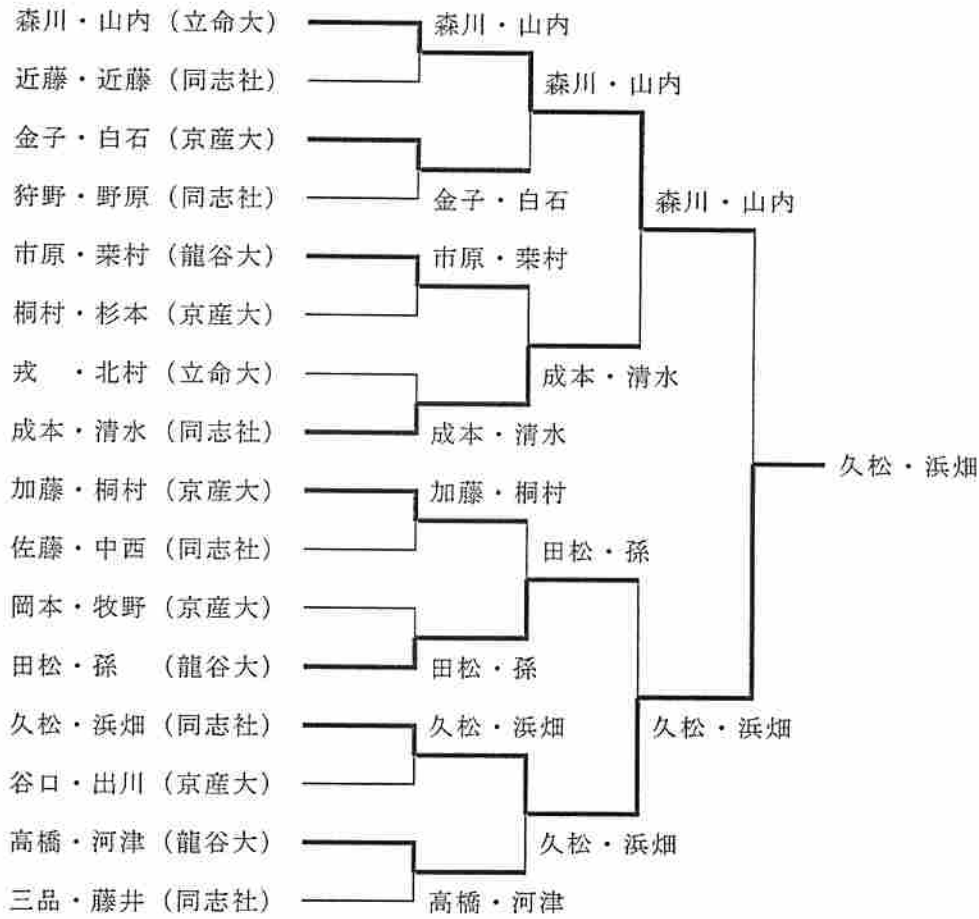 森川・山内（立命大）
森川・山内
近藤・近藤（同志社）
森川・山内
金子・白石（京産大）
狩野・野原（同志社）
金子・白石
森川・山内
市原・桒村（龍谷大）
市原・桒村
桐村・杉本（京産大）
戎　・北村（立命大）
成本・清水
成本・清水（同志社）
成本・清水
久松・浜畑
加藤・桐村（京産大）
加藤・桐村
佐藤・中西（同志社）
田松・孫
岡本・牧野（京産大）
田松・孫　（龍谷大）
田松・孫
久松・浜畑（同志社）
久松・浜畑
久松・浜畑
谷口・出川（京産大）
高橋・河津（龍谷大）
久松・浜畑
三品・藤井（同志社）
高橋・河津